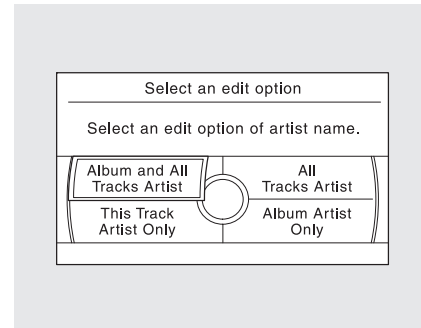 Select an edit option
Select an edit option of artist name.
Album and All
Tracks Artist
All
Tracks Artist
This Track
Artist Only
Album Artist
Only